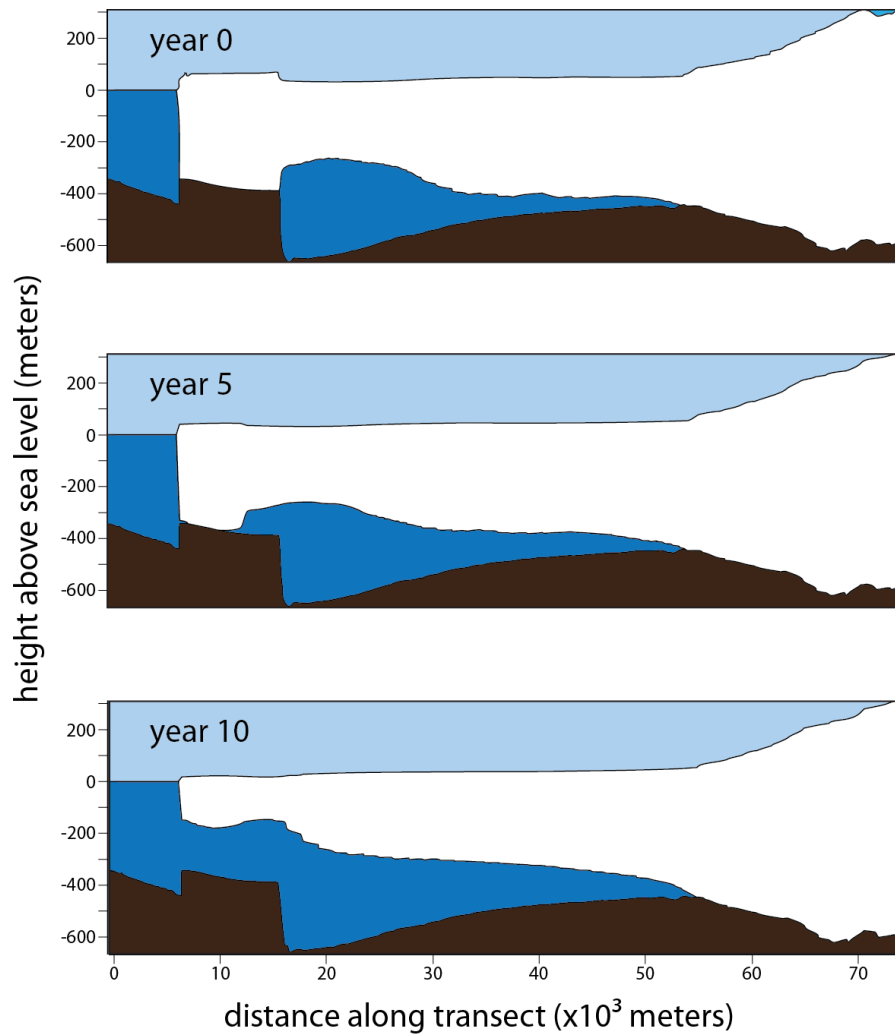 year 0
200
0
-200
-400
-600
year 5
200
0
-200
-400
-600
year 10
200
0
-200
-400
-600
0 10 20 30 40 50 60 70
distance along transect (x10³ meters)
height above sea level (meters)